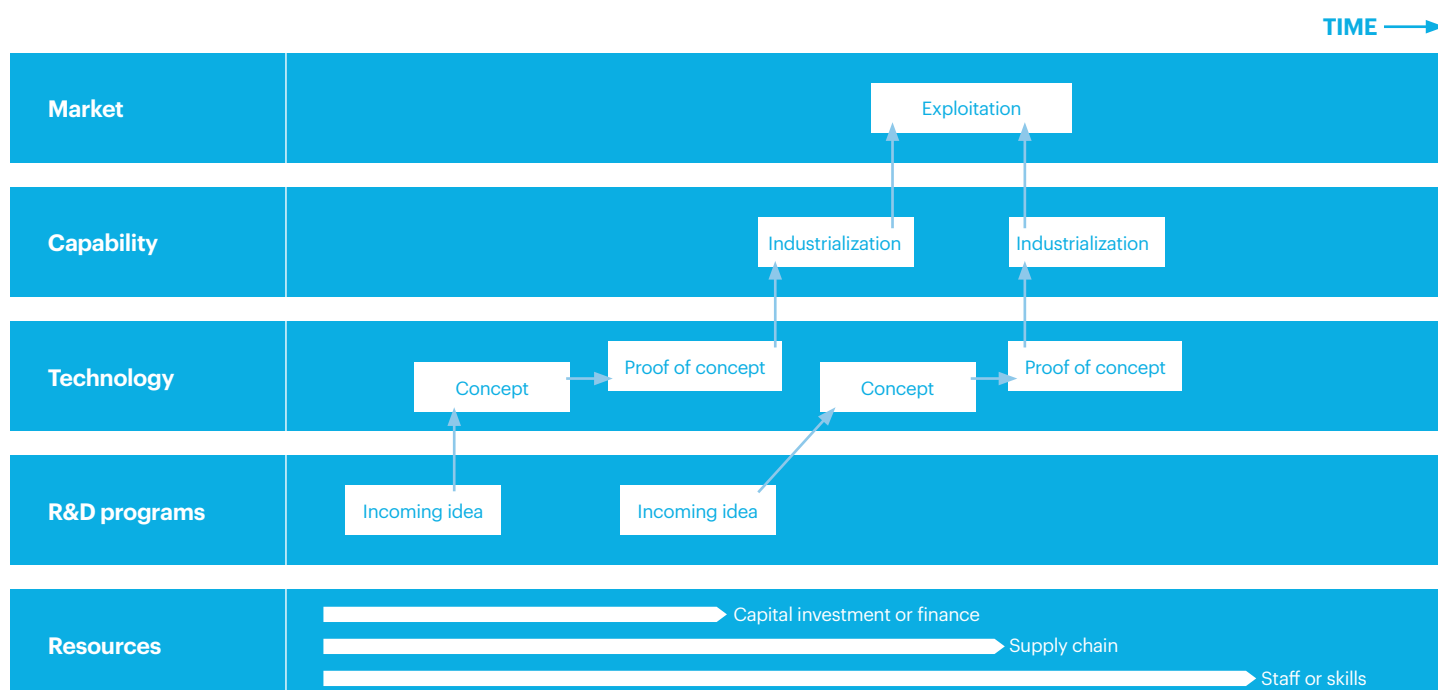 TIME
Market
Exploitation
Capability
Industrialization
Industrialization
Technology
Concept
Proof of concept
Concept
Proof of concept
R&D programs
Incoming idea
Incoming idea
Resources
Capital investment or finance
Supply chain
Staff or skills